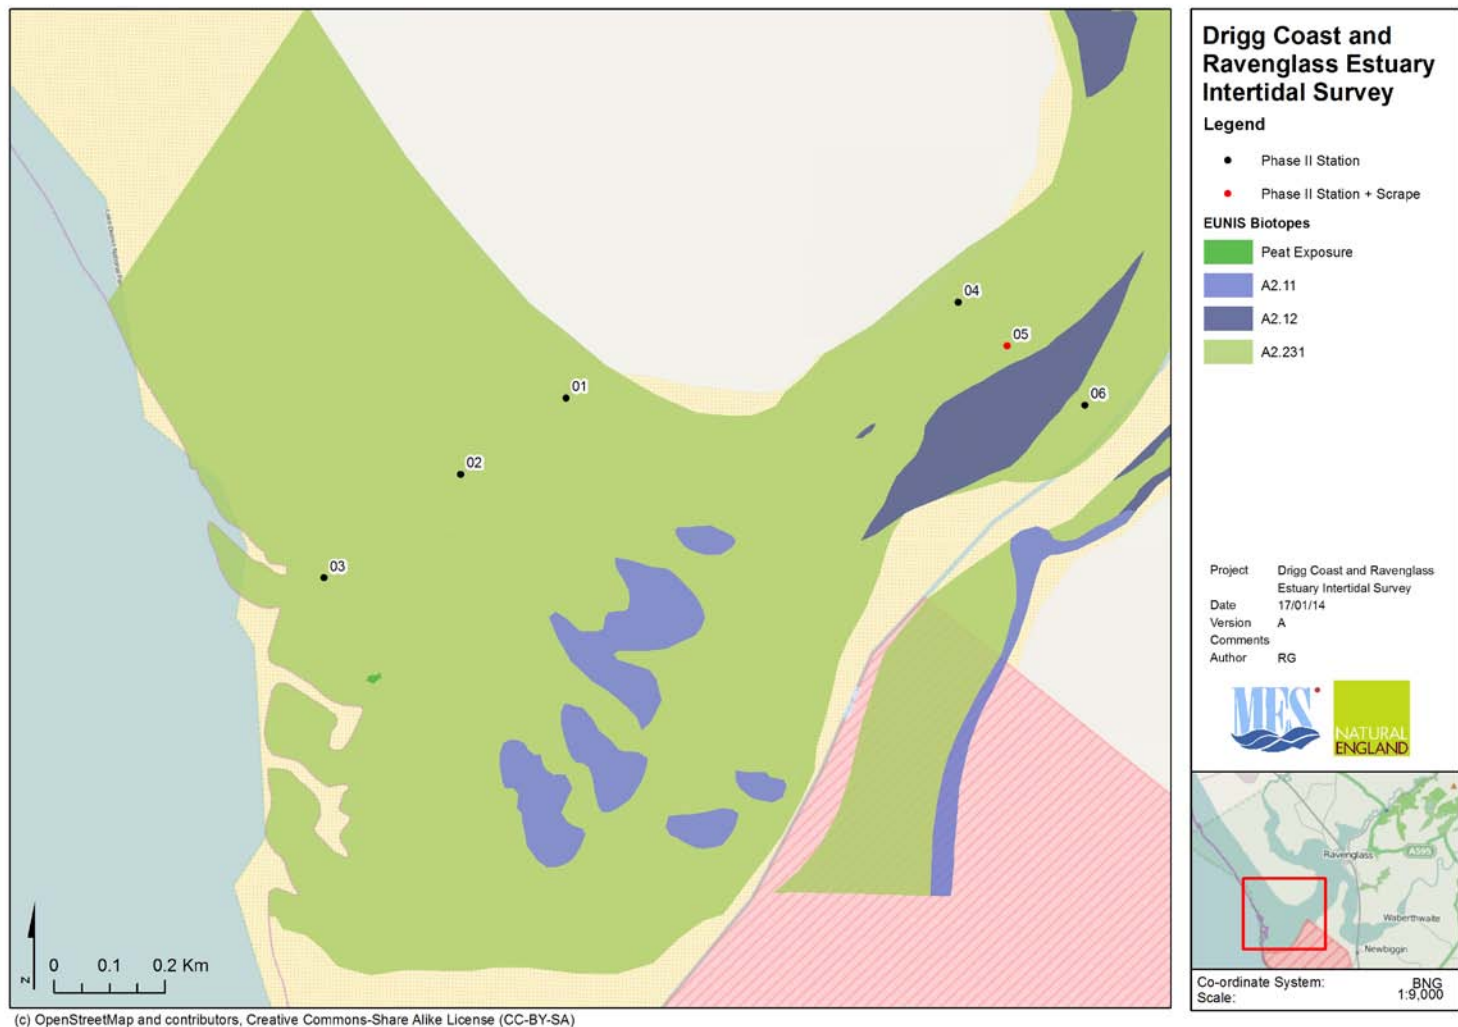 01
02
03
04
05
06
0 0.1 0.2 Km
N
(c) OpenStreetMap and contributors, Creative Commons-Share Alike License (CC-BY-SA)
Drigg Coast and
Ravenglass Estuary
Intertidal Survey
Legend
Phase II Station
Phase II Station + Scrape
EUNIS Biotopes
Peat Exposure
A2.11
A2.12
A2.231
Project Drigg Coast and Ravenglass
Estuary Intertidal Survey
Date 17/01/14
Version A
Comments
Author RG
MES
NATURAL
ENGLAND
Ravenglass
A595
Waberthwaite
Newbiggin
Co-ordinate System: BNG
Scale: 1:9,000